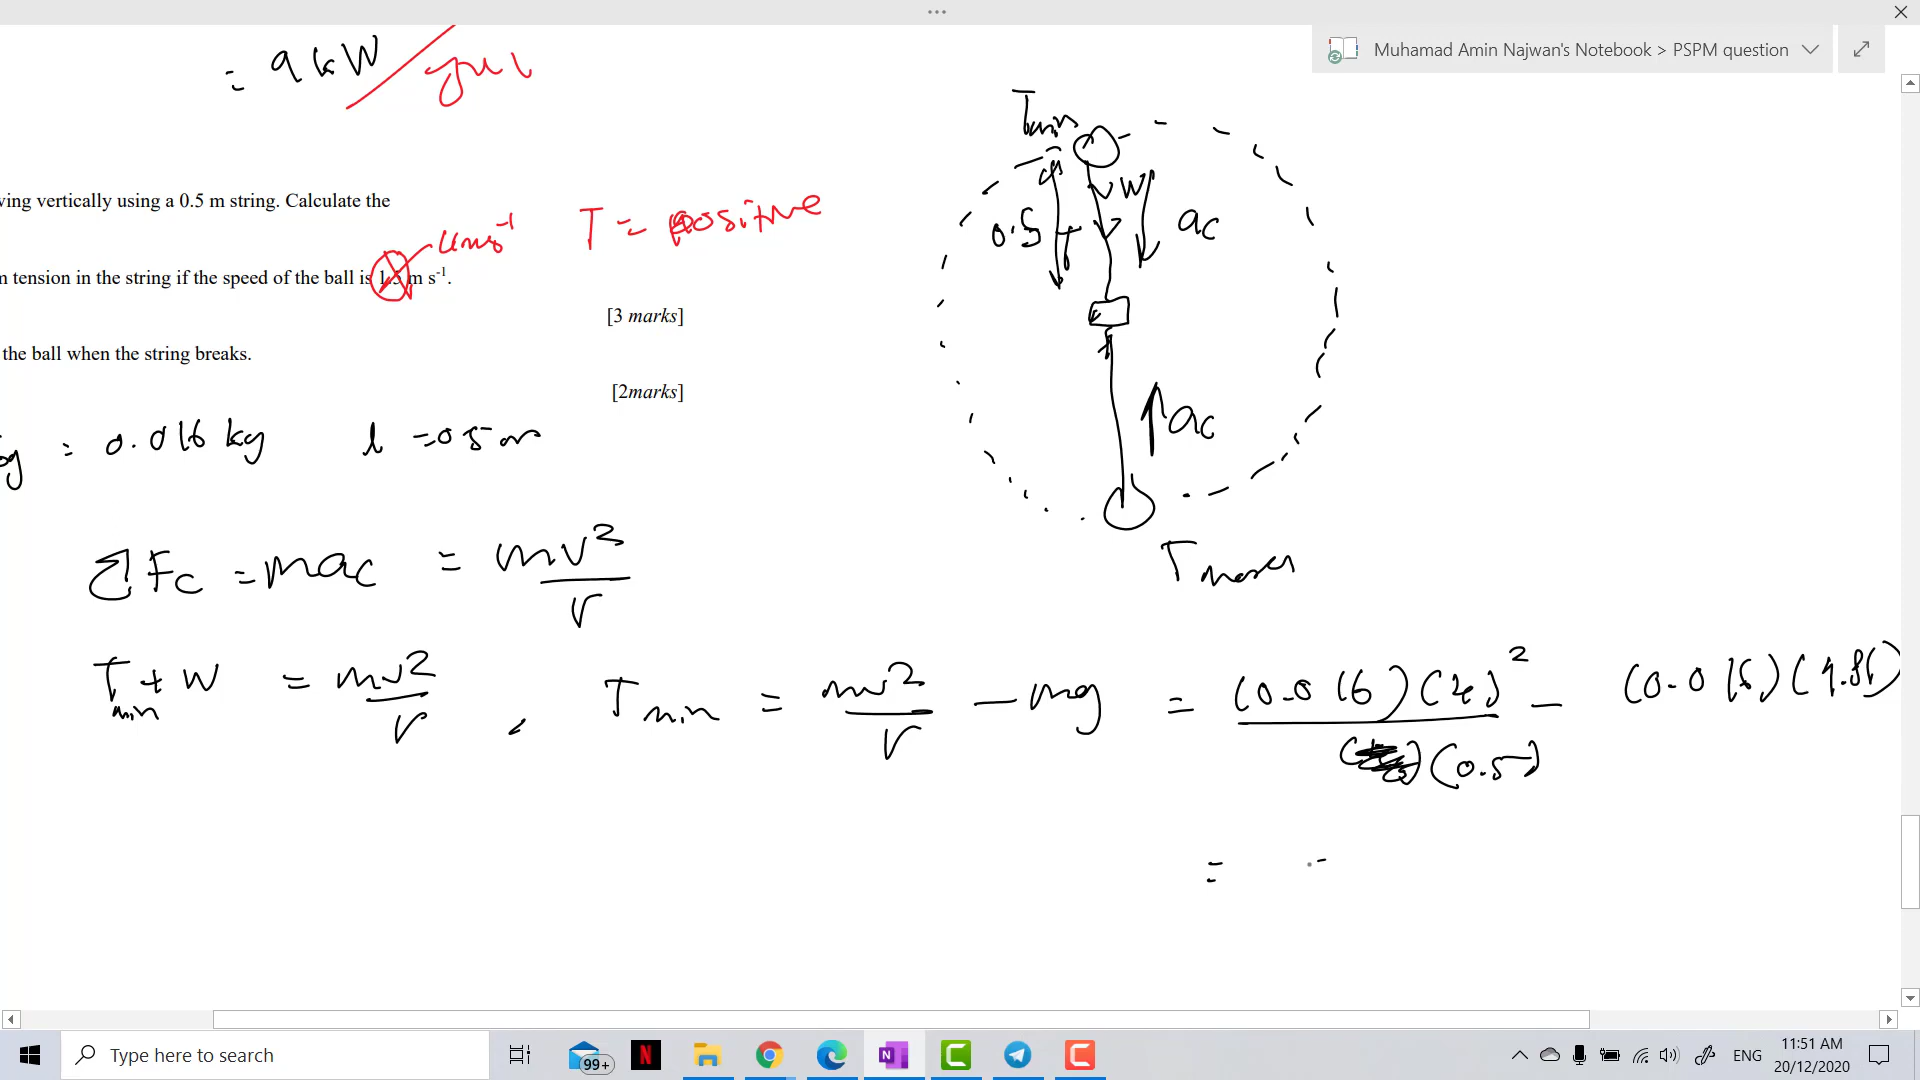 Muhamad Amin Najwan's Notebook > PSPM question
= 9 kW
ving vertically using a 0.5 m string. Calculate the
4ms⁻¹ T = positive
n tension in the string if the speed of the ball is 1.5 m s⁻¹.
[3 marks]
the ball when the string breaks.
[2marks]
g = 0.016 kg l = 0.5 m
Tmin
W
0.5
T
ac
ac
Tmax
ΣFc = mac = mv²/r
Tmin + W = mv²/r , Tmin = mv²/r - mg = (0.016)(4)²/(0.5) - (0.016)(9.81)
=
Type here to search
99+
N
ENG
11:51 AM
20/12/2020